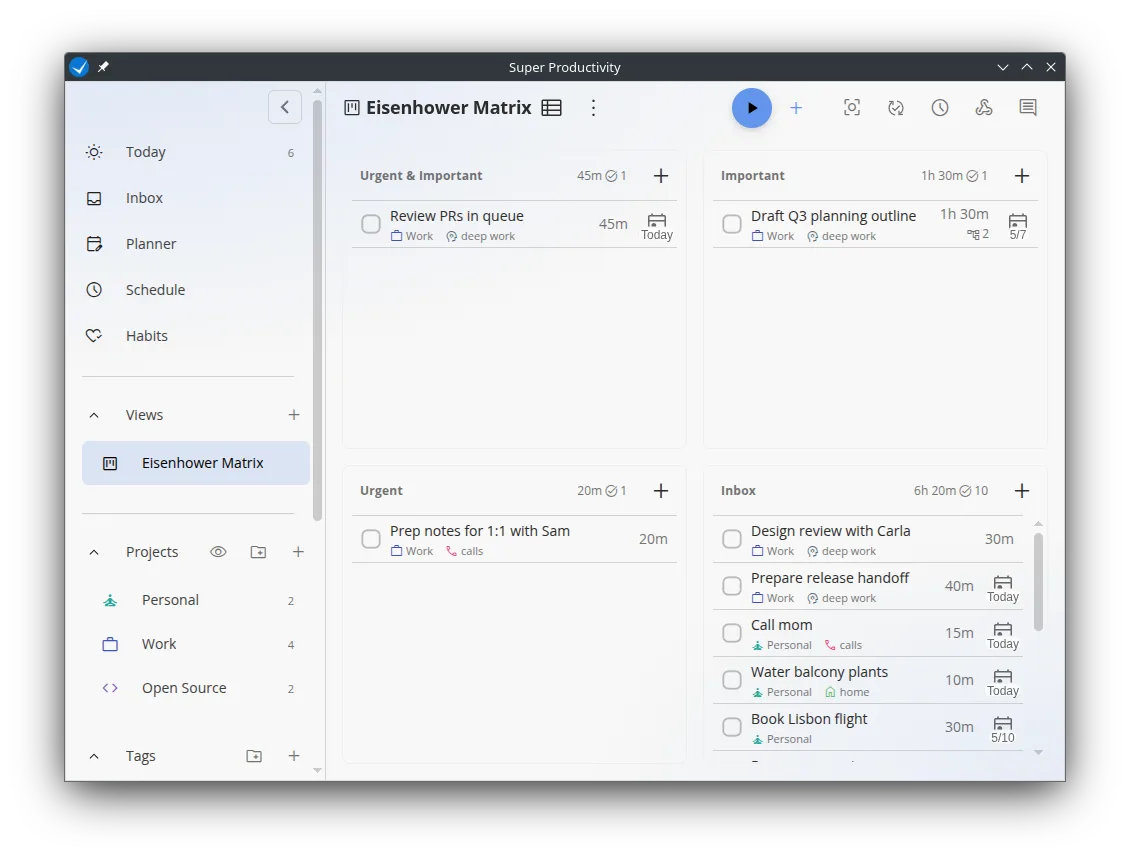 Super Productivity
Eisenhower Matrix
Today 6
Inbox
Planner
Schedule
Habits
Views
Eisenhower Matrix
Projects
Personal 2
Work 4
Open Source 2
Tags
Urgent & Important 45m 1
Review PRs in queue 45m Today
Work deep work
Important 1h 30m 1
Draft Q3 planning outline 1h 30m 5/7
Work deep work 2
Urgent 20m 1
Prep notes for 1:1 with Sam 20m
Work calls
Inbox 6h 20m 10
Design review with Carla 30m
Work deep work
Prepare release handoff 40m Today
Work deep work
Call mom 15m Today
Personal calls
Water balcony plants 10m Today
Personal home
Book Lisbon flight 30m 5/10
Personal